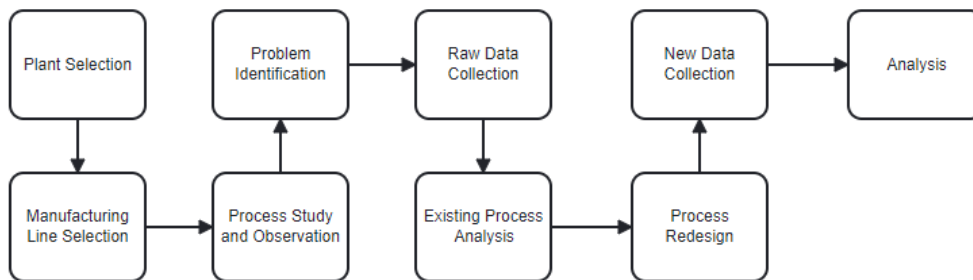 Plant Selection
Manufacturing
Line Selection
Process Study
and Observation
Problem
Identification
Raw Data
Collection
Existing Process
Analysis
Process
Redesign
New Data
Collection
Analysis